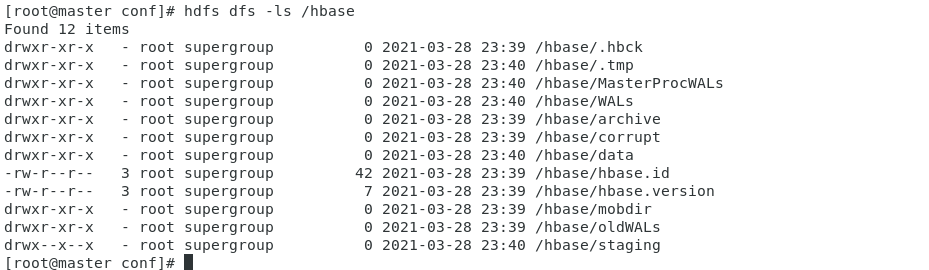 [root@master conf]# hdfs dfs -ls /hbase
Found 12 items
drwxr-xr-x   - root supergroup          0 2021-03-28 23:39 /hbase/.hbck
drwxr-xr-x   - root supergroup          0 2021-03-28 23:40 /hbase/.tmp
drwxr-xr-x   - root supergroup          0 2021-03-28 23:40 /hbase/MasterProcWALs
drwxr-xr-x   - root supergroup          0 2021-03-28 23:40 /hbase/WALs
drwxr-xr-x   - root supergroup          0 2021-03-28 23:39 /hbase/archive
drwxr-xr-x   - root supergroup          0 2021-03-28 23:39 /hbase/corrupt
drwxr-xr-x   - root supergroup          0 2021-03-28 23:40 /hbase/data
-rw-r--r--   3 root supergroup         42 2021-03-28 23:39 /hbase/hbase.id
-rw-r--r--   3 root supergroup          7 2021-03-28 23:39 /hbase/hbase.version
drwxr-xr-x   - root supergroup          0 2021-03-28 23:39 /hbase/mobdir
drwxr-xr-x   - root supergroup          0 2021-03-28 23:39 /hbase/oldWALs
drwx--x--x   - root supergroup          0 2021-03-28 23:40 /hbase/staging
[root@master conf]#